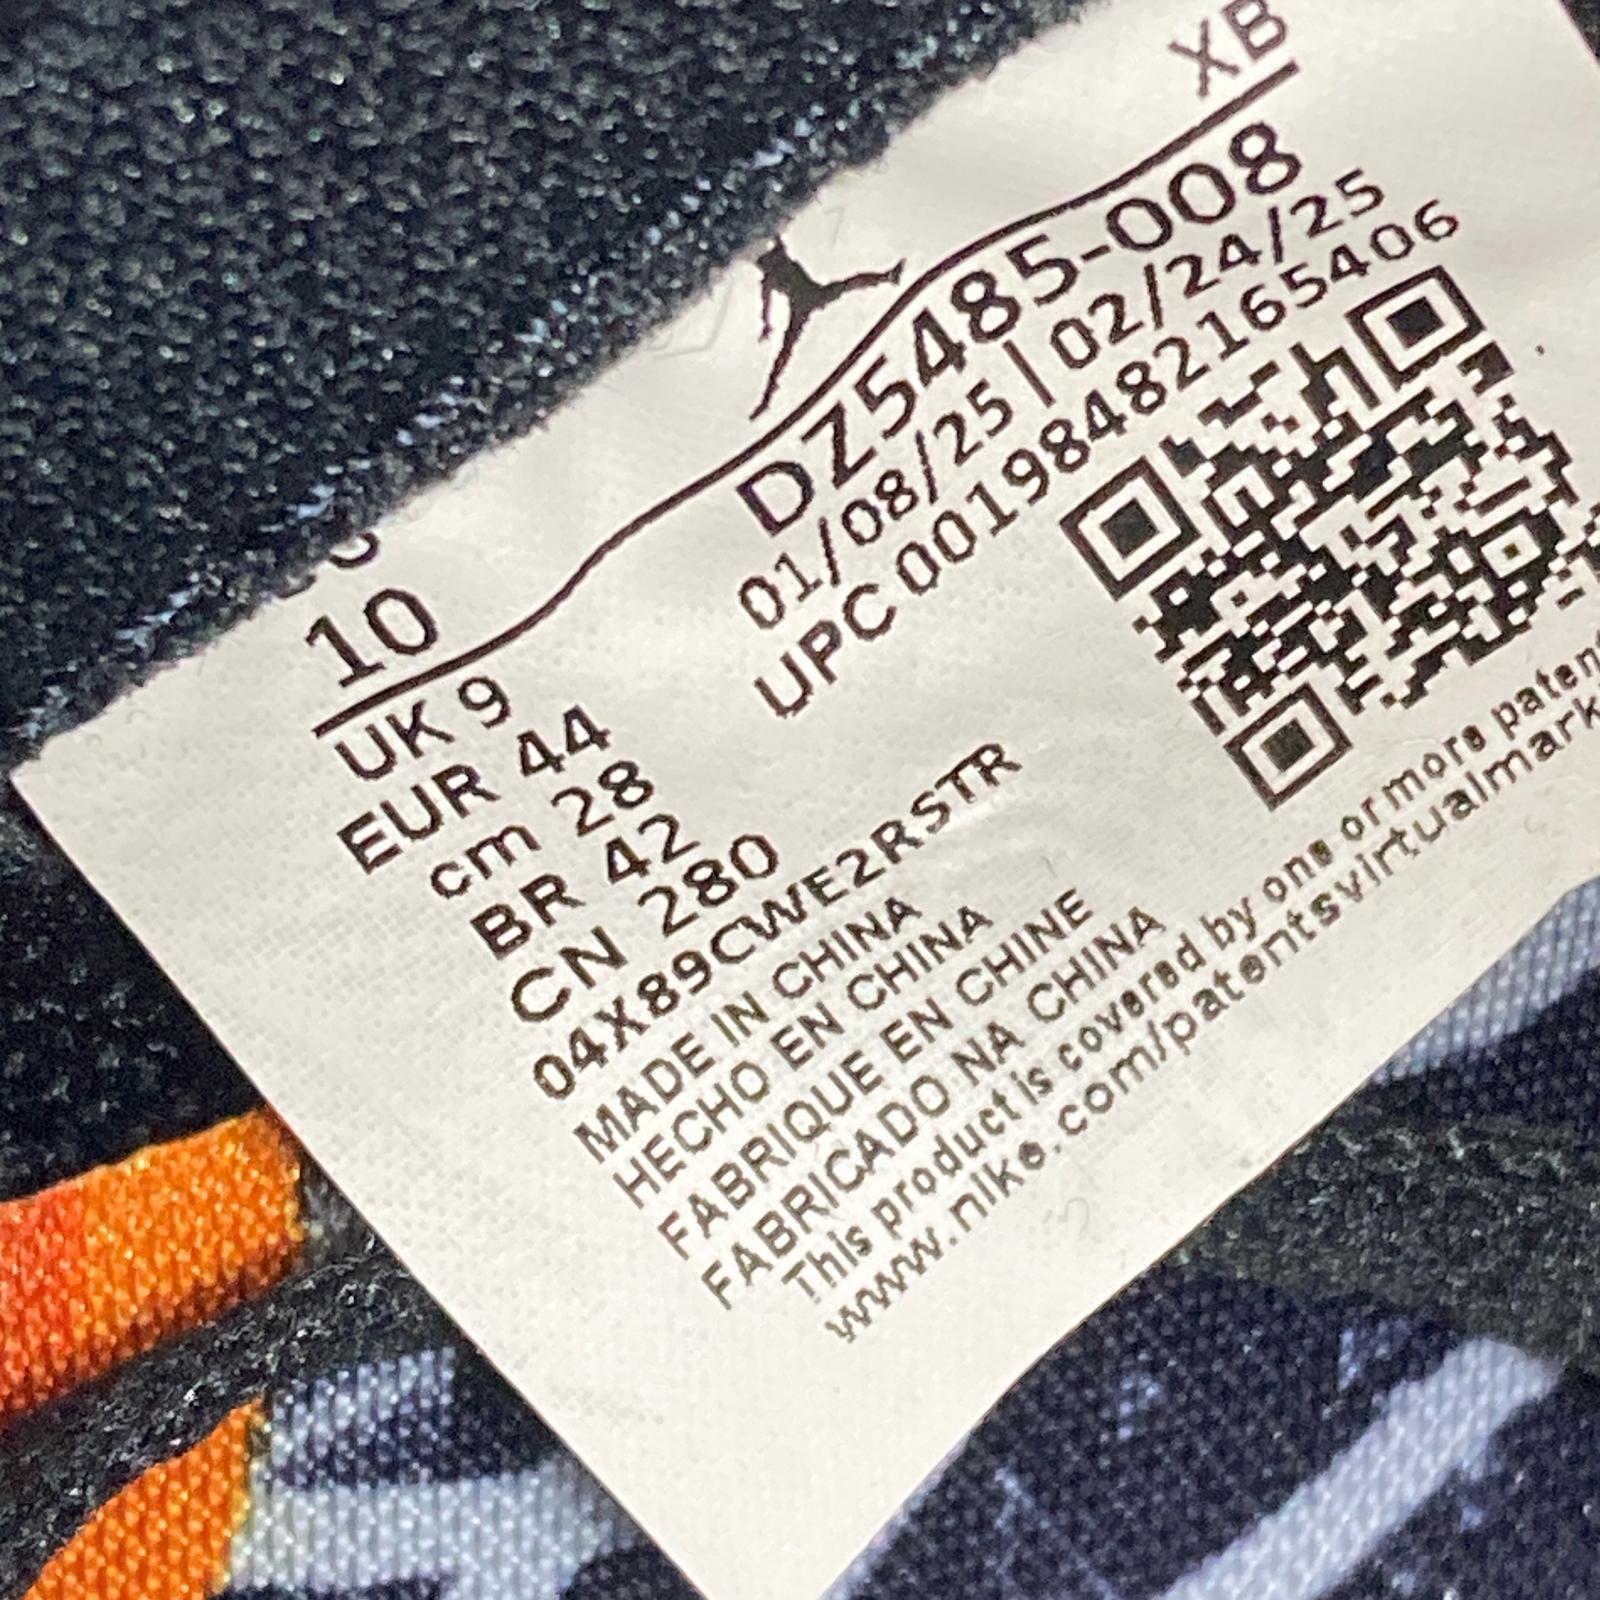 XB
10
DZ5485-008
01/08/25 | 02/24/25
UPC 00198482165406
UK 9
EUR 44
cm 28
BR 42
CN 280
04X89CWE2RSTR
MADE IN CHINA
HECHO EN CHINA
FABRIQUE EN CHINE
FABRICADO NA CHINA
This product is covered by one or more paten
www.nike.com/patentsvirtualmark